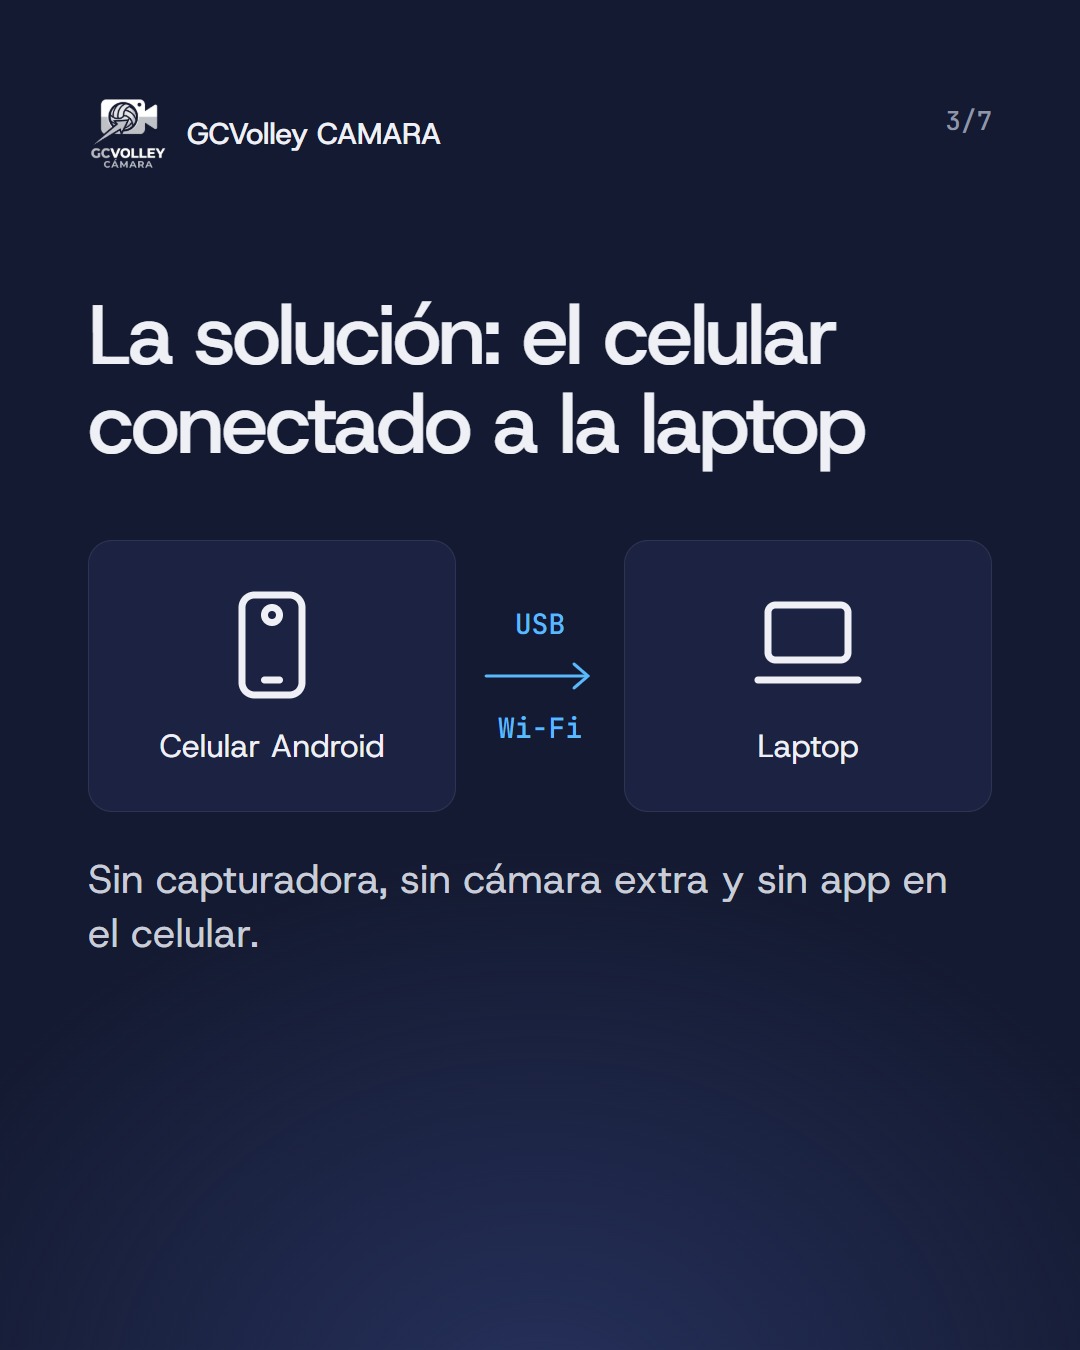 GCVOLLEY
CÁMARA
GCVolley CAMARA
3/7
La solución: el celular
conectado a la laptop
Celular Android
USB
Wi-Fi
Laptop
Sin capturadora, sin cámara extra y sin app en
el celular.